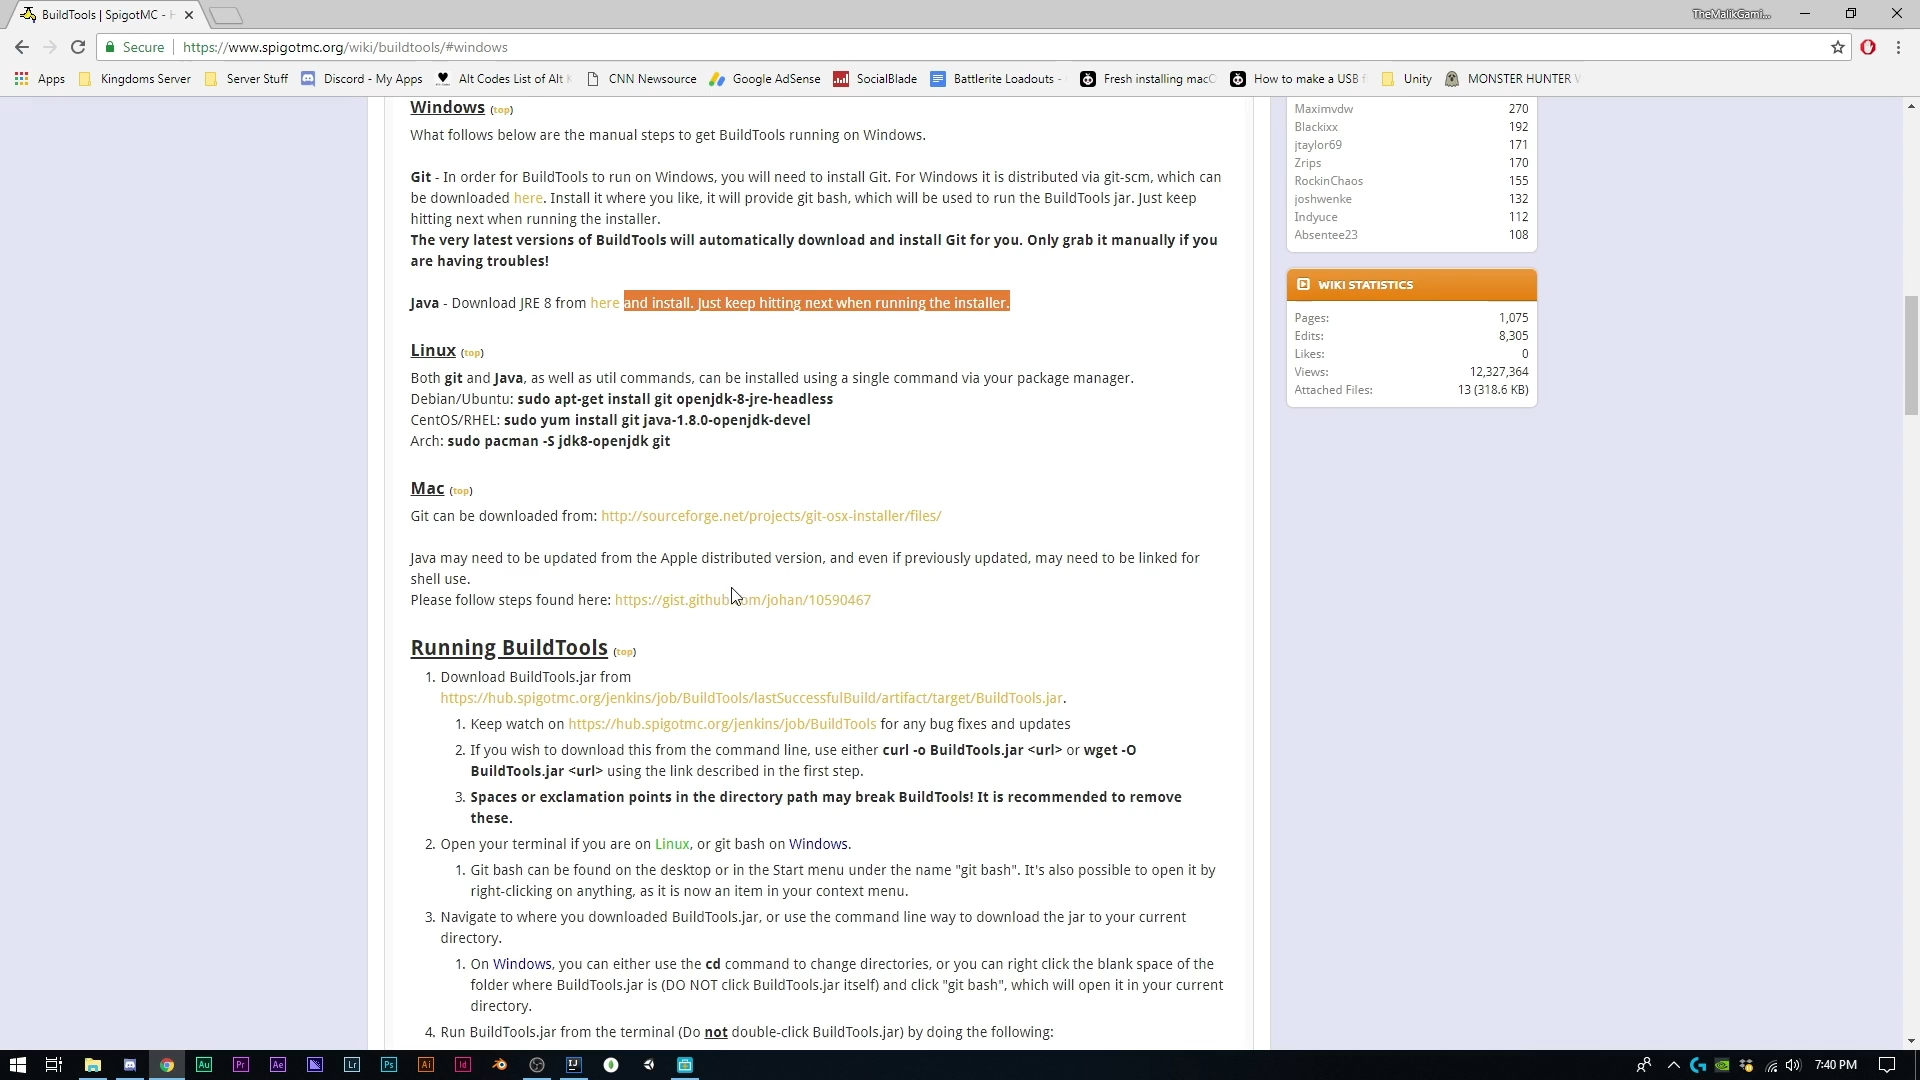 BuildTools | SpigotMC - H
TheMalikGami...
Secure
https://www.spigotmc.org/wiki/buildtools/#windows
Apps
Kingdoms Server
Server Stuff
Discord - My Apps
Alt Codes List of Alt K
CNN Newsource
Google AdSense
SocialBlade
Battlerite Loadouts -
Fresh installing macO
How to make a USB f
Unity
MONSTER HUNTER W
Windows (top)
What follows below are the manual steps to get BuildTools running on Windows.
Git - In order for BuildTools to run on Windows, you will need to install Git. For Windows it is distributed via git-scm, which can
be downloaded here. Install it where you like, it will provide git bash, which will be used to run the BuildTools jar. Just keep
hitting next when running the installer.
The very latest versions of BuildTools will automatically download and install Git for you. Only grab it manually if you
are having troubles!
Java - Download JRE 8 from here and install. Just keep hitting next when running the installer.
Linux (top)
Both git and Java, as well as util commands, can be installed using a single command via your package manager.
Debian/Ubuntu: sudo apt-get install git openjdk-8-jre-headless
CentOS/RHEL: sudo yum install git java-1.8.0-openjdk-devel
Arch: sudo pacman -S jdk8-openjdk git
Mac (top)
Git can be downloaded from: http://sourceforge.net/projects/git-osx-installer/files/
Java may need to be updated from the Apple distributed version, and even if previously updated, may need to be linked for
shell use.
Please follow steps found here: https://gist.github.com/johan/10590467
Running BuildTools (top)
1. Download BuildTools.jar from
https://hub.spigotmc.org/jenkins/job/BuildTools/lastSuccessfulBuild/artifact/target/BuildTools.jar.
1. Keep watch on https://hub.spigotmc.org/jenkins/job/BuildTools for any bug fixes and updates
2. If you wish to download this from the command line, use either curl -o BuildTools.jar <url> or wget -O
BuildTools.jar <url> using the link described in the first step.
3. Spaces or exclamation points in the directory path may break BuildTools! It is recommended to remove
these.
2. Open your terminal if you are on Linux, or git bash on Windows.
1. Git bash can be found on the desktop or in the Start menu under the name "git bash". It's also possible to open it by
right-clicking on anything, as it is now an item in your context menu.
3. Navigate to where you downloaded BuildTools.jar, or use the command line way to download the jar to your current
directory.
1. On Windows, you can either use the cd command to change directories, or you can right click the blank space of the
folder where BuildTools.jar is (DO NOT click BuildTools.jar itself) and click "git bash", which will open it in your current
directory.
4. Run BuildTools.jar from the terminal (Do not double-click BuildTools.jar) by doing the following:
Maximvdw 270
Blackixx 192
jtaylor69 171
Zrips 170
RockinChaos 155
joshwenke 132
Indyuce 112
Absentee23 108
WIKI STATISTICS
Pages: 1,075
Edits: 8,305
Likes: 0
Views: 12,327,364
Attached Files: 13 (318.6 KB)
Au
Pr
Ae
Lr
Ps
Ai
Id
IJ
7:40 PM